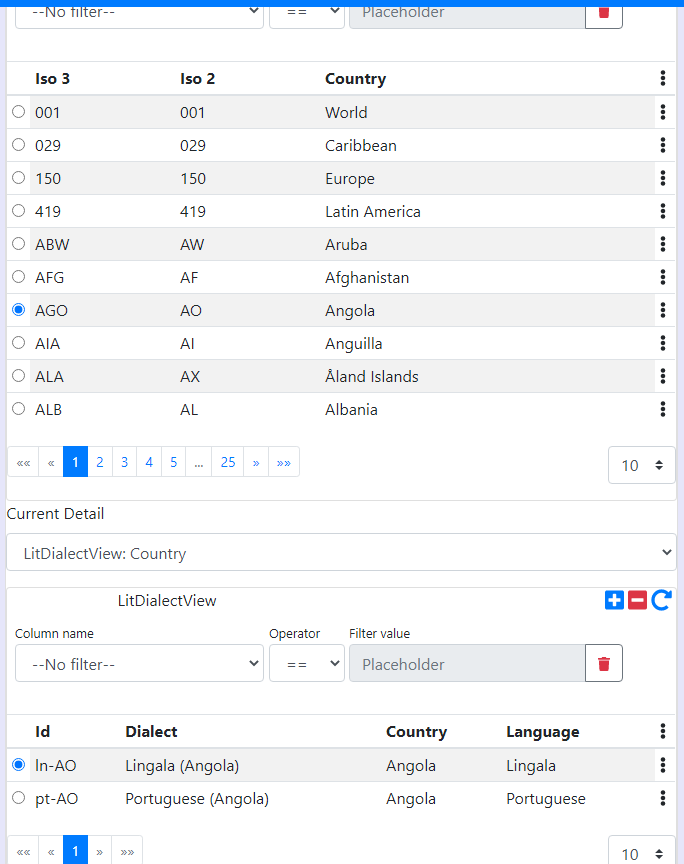 --No filter-- == Placeholder
Iso 3 Iso 2 Country
001 001 World
029 029 Caribbean
150 150 Europe
419 419 Latin America
ABW AW Aruba
AFG AF Afghanistan
AGO AO Angola
AIA AI Anguilla
ALA AX Åland Islands
ALB AL Albania
«« « 1 2 3 4 5 ... 25 » »» 10
Current Detail
LitDialectView: Country
LitDialectView
Column name Operator Filter value
--No filter-- == Placeholder
Id Dialect Country Language
ln-AO Lingala (Angola) Angola Lingala
pt-AO Portuguese (Angola) Angola Portuguese
«« « 1 » »» 10